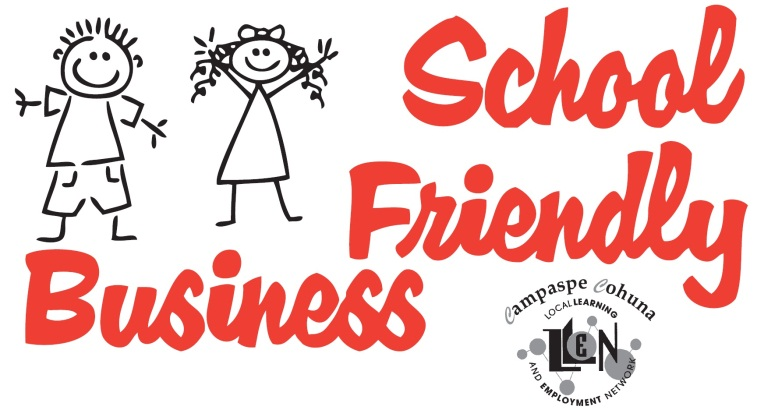 School
Friendly
Business
Campaspe Cohuna
LOCAL LEARNING
LLEN
AND EMPLOYMENT NETWORK